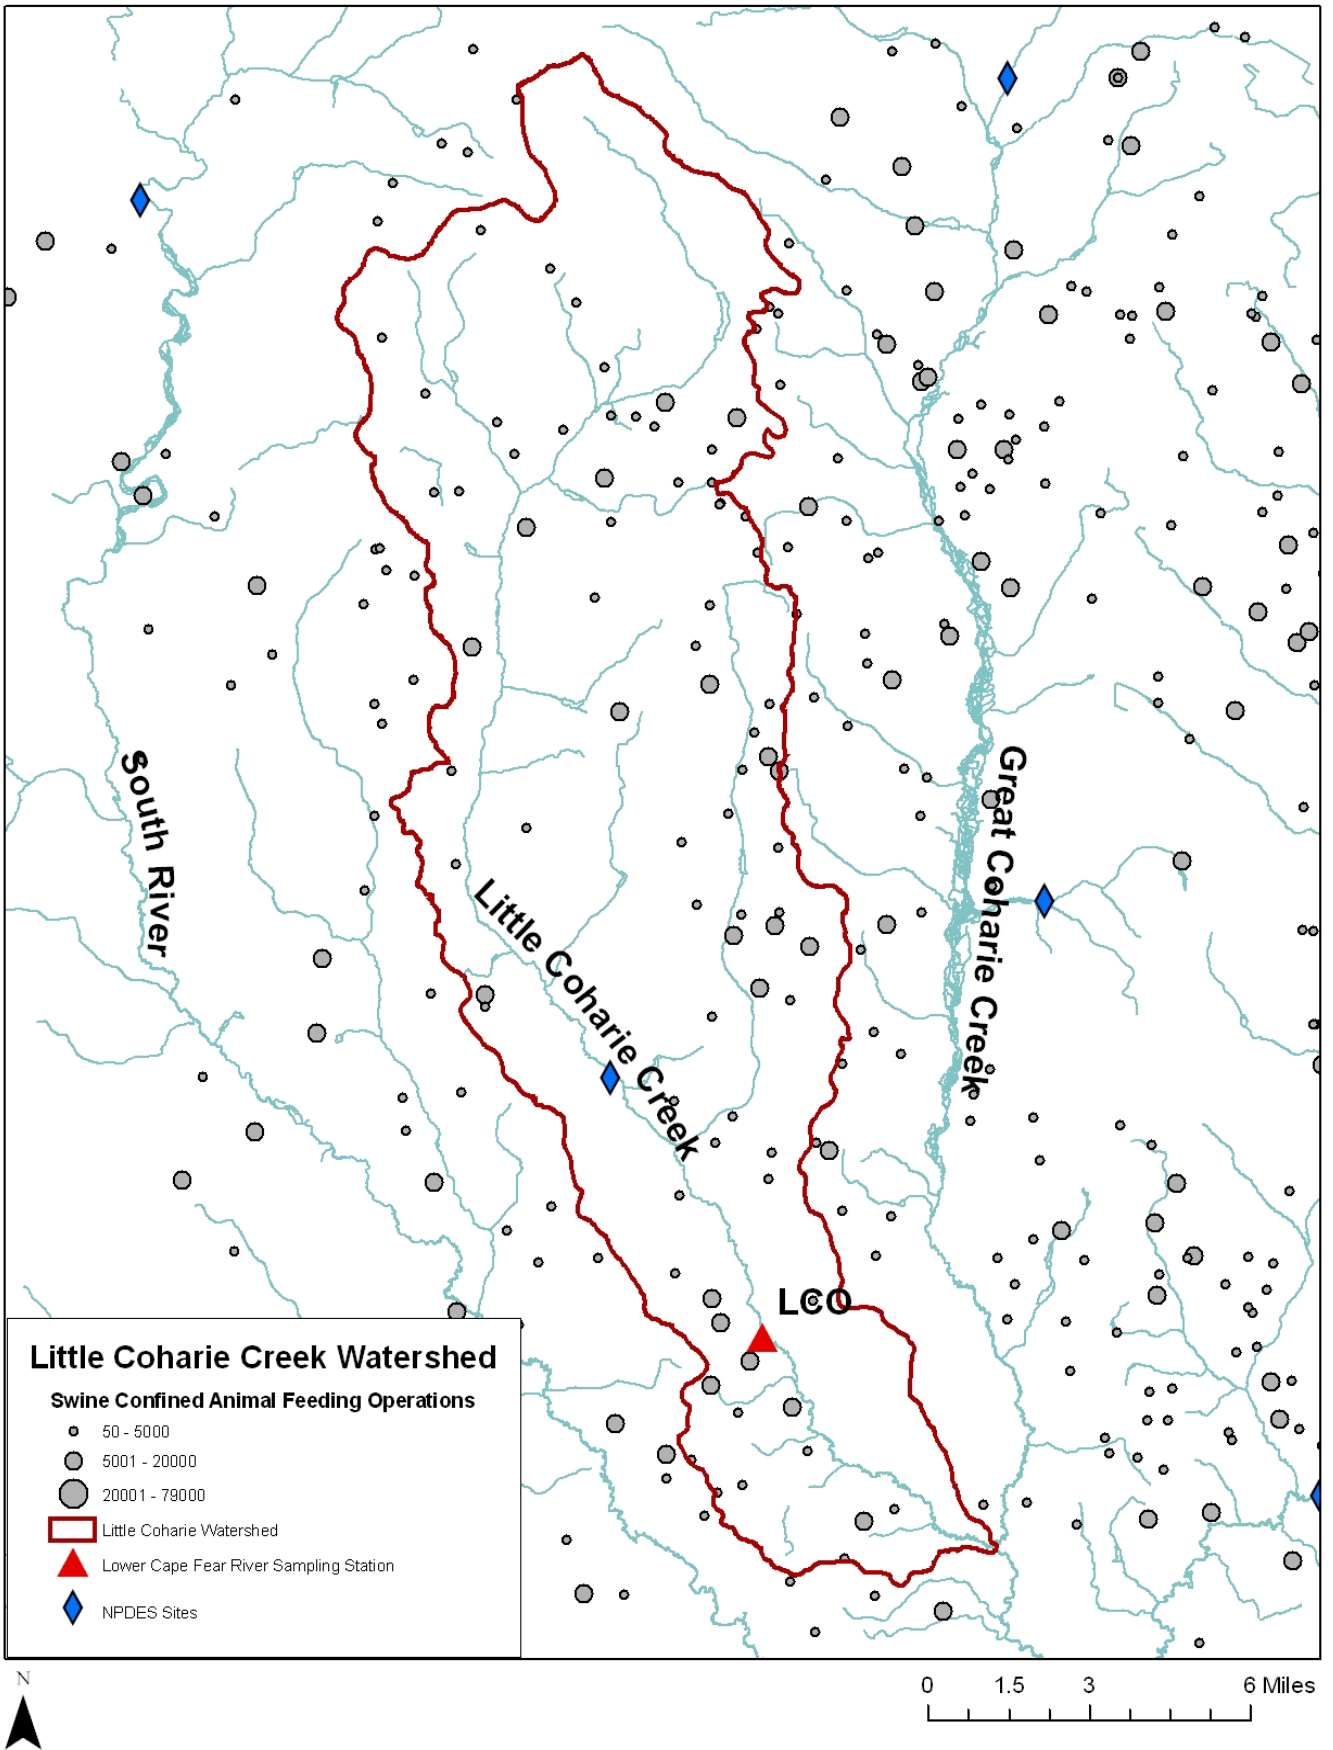 South River
Little Coharie Creek
Great Coharie Creek
LCO
Little Coharie Creek Watershed
Swine Confined Animal Feeding Operations
50 - 5000
5001 - 20000
20001 - 79000
Little Coharie Watershed
Lower Cape Fear River Sampling Station
NPDES Sites
N
0 1.5 3 6 Miles